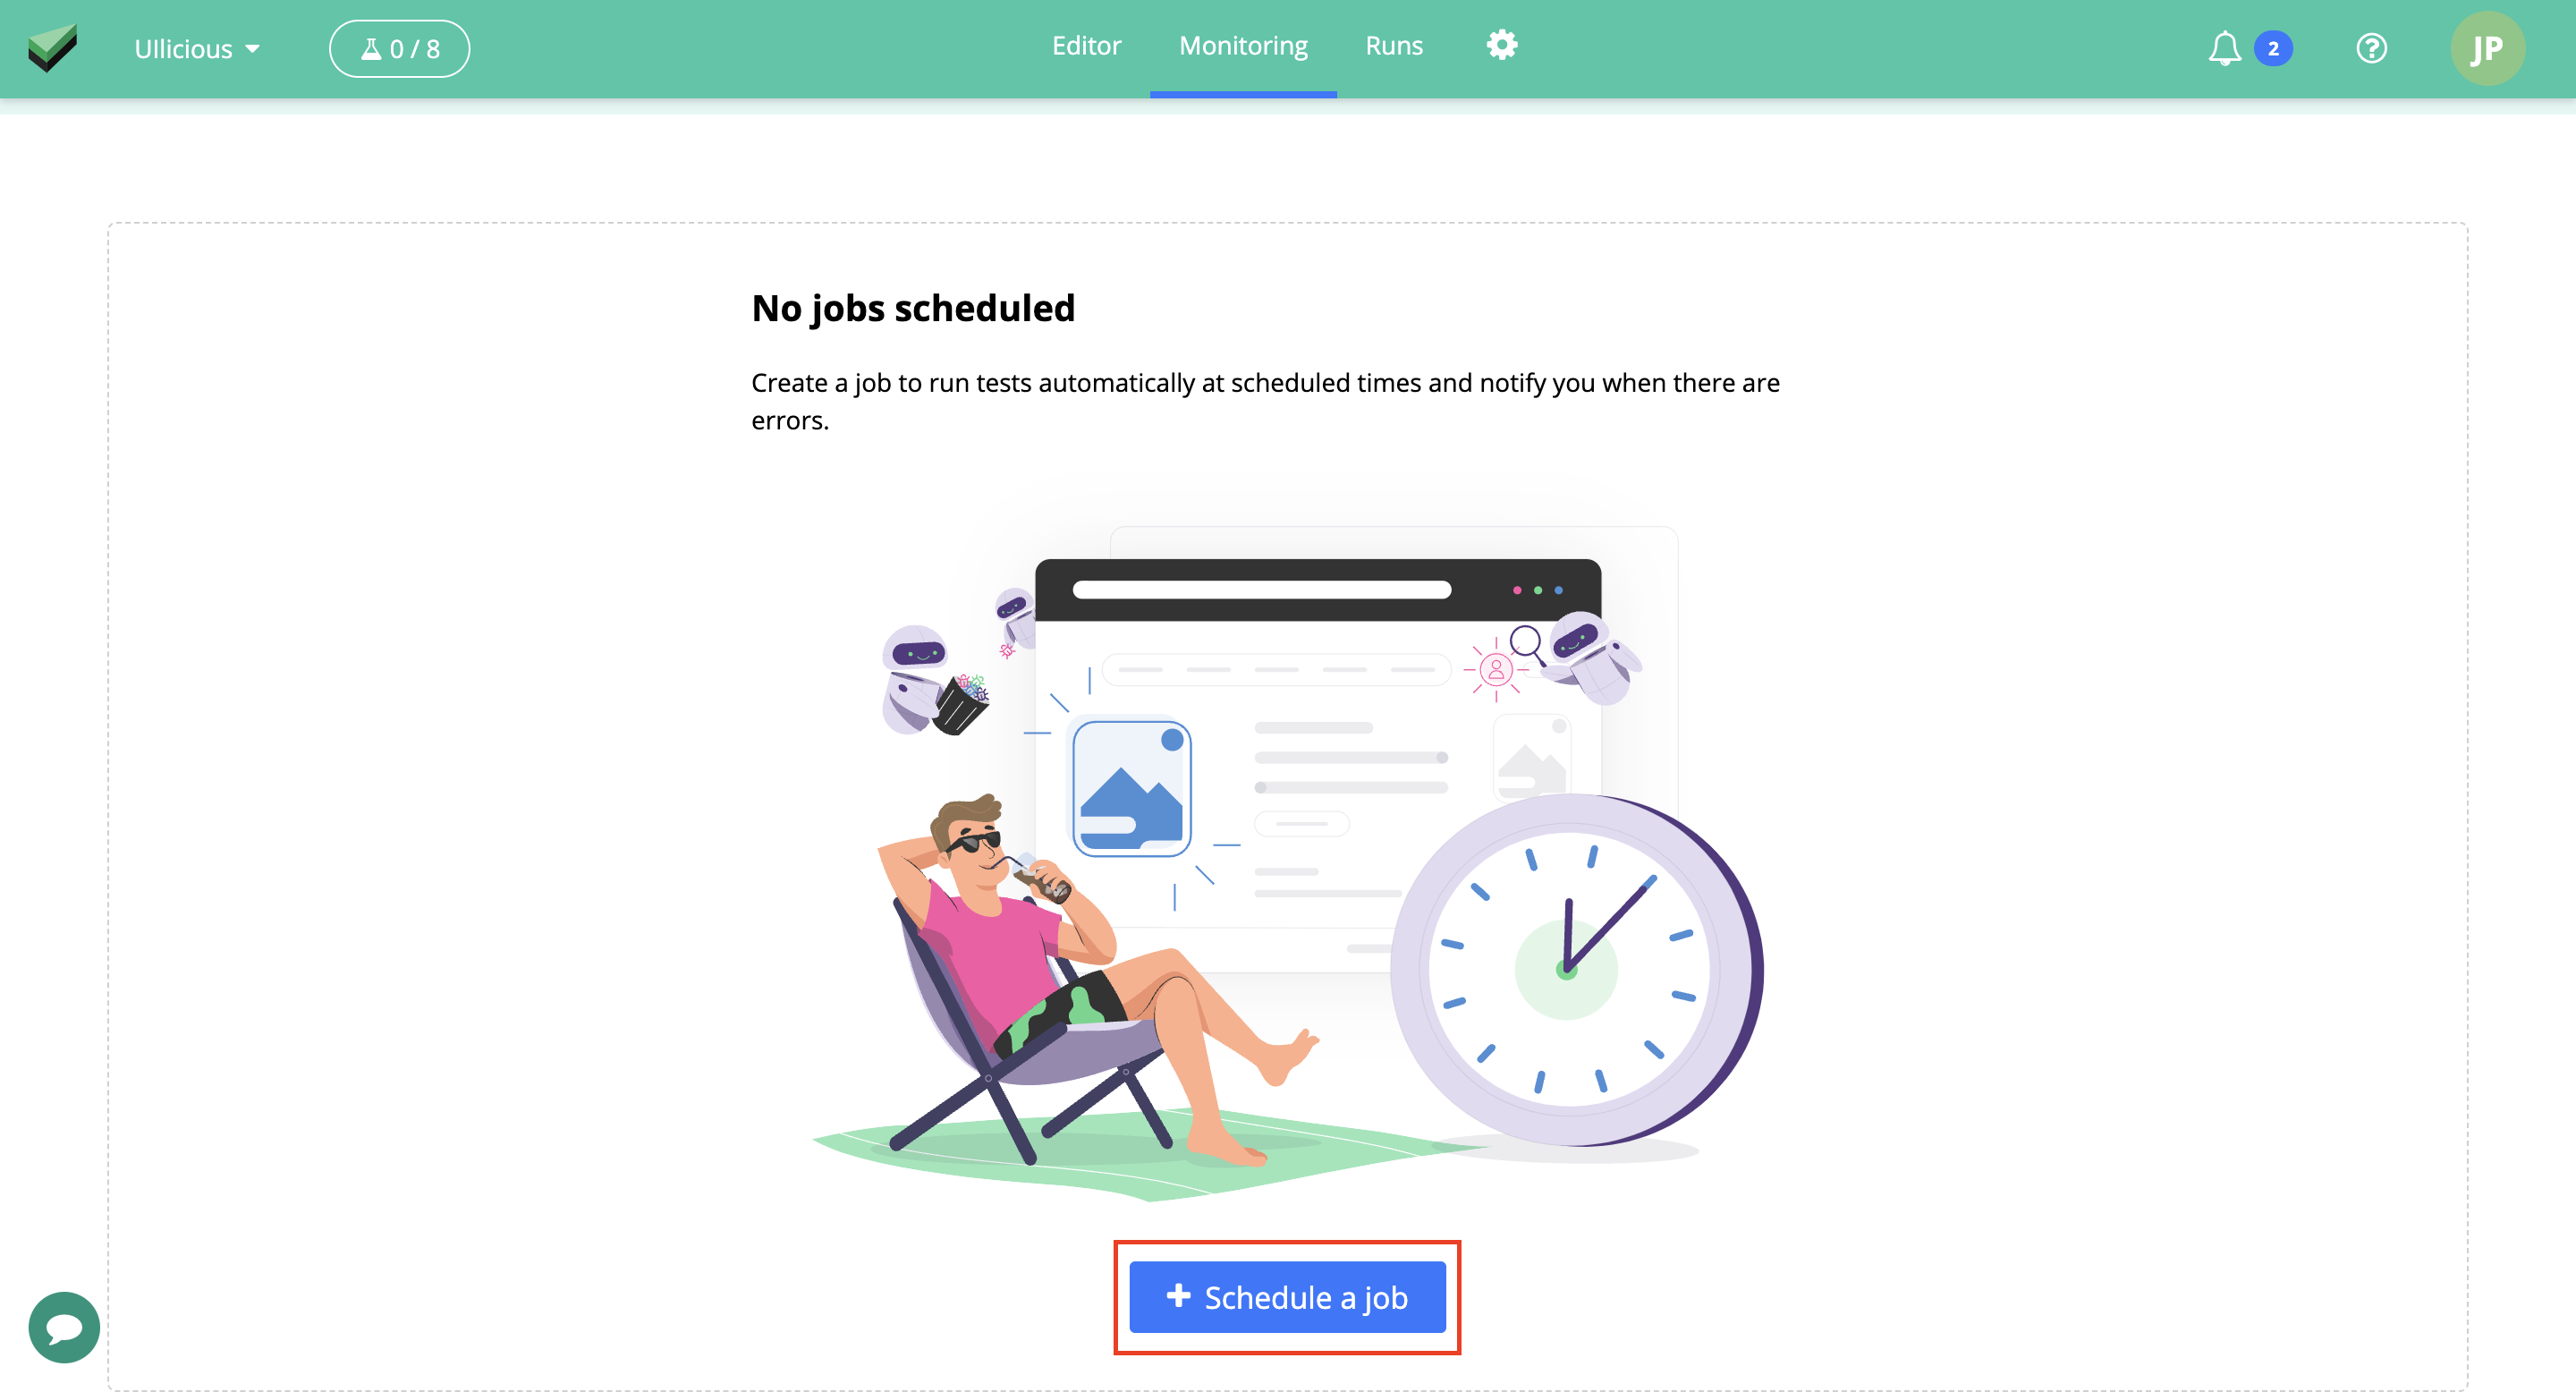 Ullicious
0 / 8
Editor
Monitoring
Runs
2
JP
No jobs scheduled
Create a job to run tests automatically at scheduled times and notify you when there are
errors.
Schedule a job